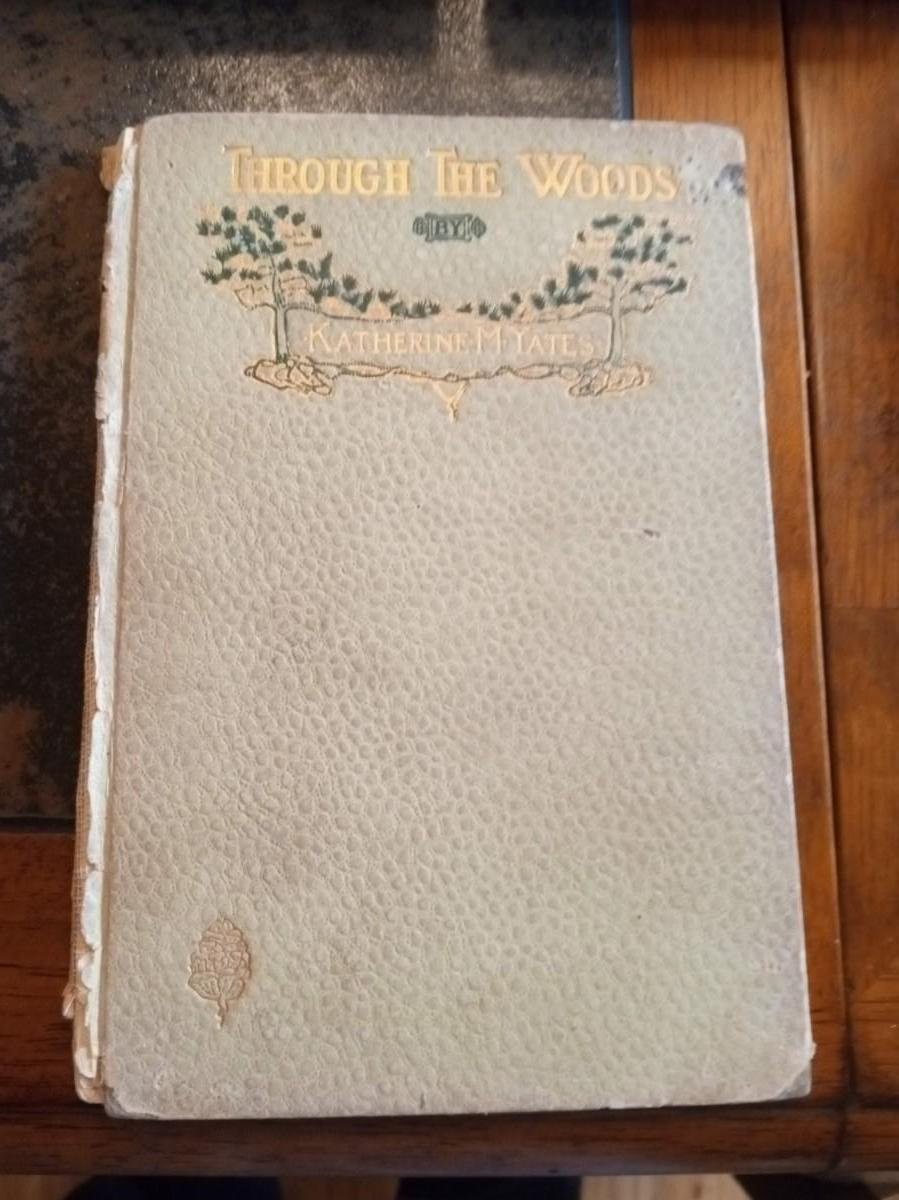 THROUGH THE WOODS
BY
KATHERINE·M·YATES